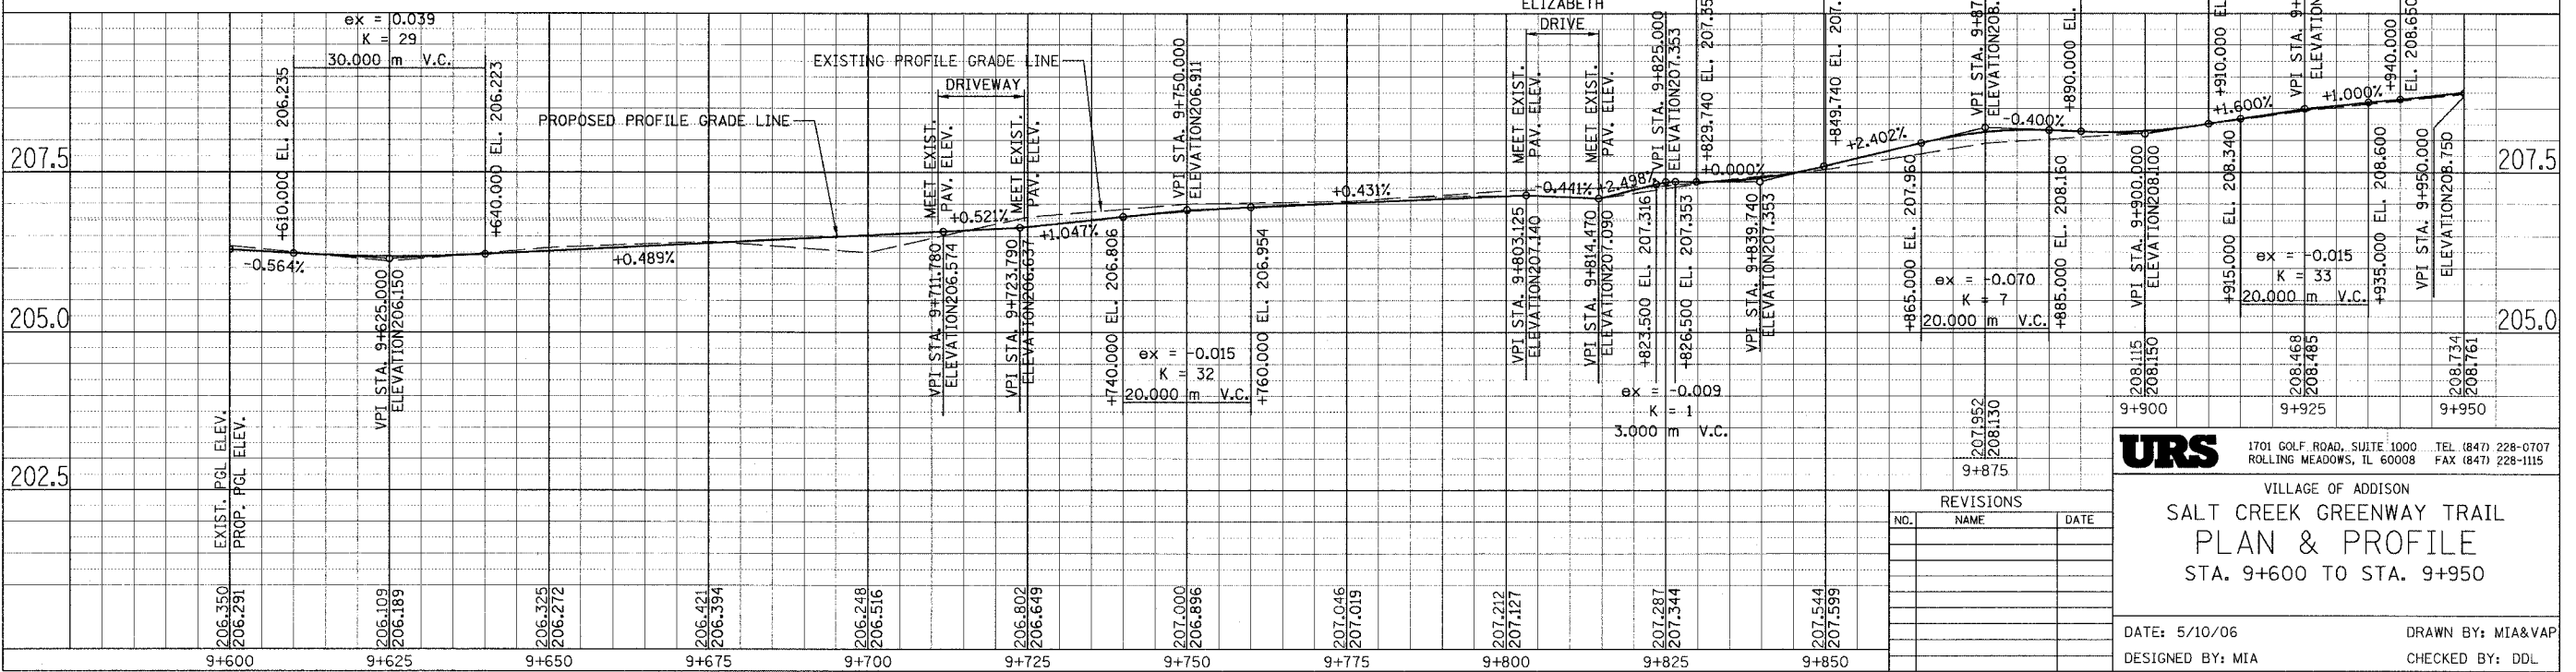 ex = 0.039
K = 29
30.000 m V.C.
+610.000 EL. 206.235
+640.000 EL. 206.223
EXISTING PROFILE GRADE LINE
PROPOSED PROFILE GRADE LINE
DRIVEWAY
MEET EXIST.
PAV. ELEV.
MEET EXIST.
PAV. ELEV.
VPI STA. 9+750.000
ELEVATION206.911
ELIZABETH
DRIVE
MEET EXIST.
PAV. ELEV.
MEET EXIST.
PAV. ELEV.
VPI STA. 9+825.000
ELEVATION207.353
+829.740 EL. 207.35
+849.740 EL. 207.
VPI STA. 9+87
ELEVATION208.
+890.000 EL.
+910.000 EL
VPI STA. 9+
ELEVATION
+940.000
EL. 208.650
207.5
207.5
-0.564%
+0.489%
+0.521%
+1.047%
+0.431%
-0.441%
+2.498%
+0.000%
+2.402%
-0.400%
+1.600%
+1.000%
VPI STA. 9+625.000
ELEVATION206.150
VPI STA. 9+711.780
ELEVATION206.574
VPI STA. 9+723.790
ELEVATION206.637
+740.000 EL. 206.806
ex = -0.015
K = 32
20.000 m V.C.
+760.000 EL. 206.954
VPI STA. 9+803.125
ELEVATION207.140
VPI STA. 9+814.470
ELEVATION207.090
+823.500 EL. 207.316
+826.500 EL. 207.353
ex = -0.009
K = 1
3.000 m V.C.
VPI STA. 9+839.740
ELEVATION207.353
+865.000 EL. 207.960
ex = -0.070
K = 7
20.000 m V.C.
+885.000 EL. 208.160
VPI STA. 9+900.000
ELEVATION208.100
+915.000 EL. 208.340
ex = -0.015
K = 33
20.000 m V.C.
+935.000 EL. 208.600
VPI STA. 9+950.000
ELEVATION208.750
205.0
205.0
202.5
EXIST. PGL ELEV.
PROP. PGL ELEV.
206.350
206.291
206.109
206.189
206.325
206.272
206.421
206.394
206.248
206.516
206.802
206.649
207.000
206.896
207.046
207.019
207.212
207.127
207.287
207.344
207.544
207.599
207.952
208.130
208.115
208.150
208.468
208.485
208.734
208.761
9+600
9+625
9+650
9+675
9+700
9+725
9+750
9+775
9+800
9+825
9+850
9+875
9+900
9+925
9+950
REVISIONS
NO. NAME DATE
URS
1701 GOLF ROAD, SUITE 1000 TEL (847) 228-0707
ROLLING MEADOWS, IL 60008 FAX (847) 228-1115
VILLAGE OF ADDISON
SALT CREEK GREENWAY TRAIL
PLAN & PROFILE
STA. 9+600 TO STA. 9+950
DATE: 5/10/06 DRAWN BY: MIA&VAP
DESIGNED BY: MIA CHECKED BY: DDL